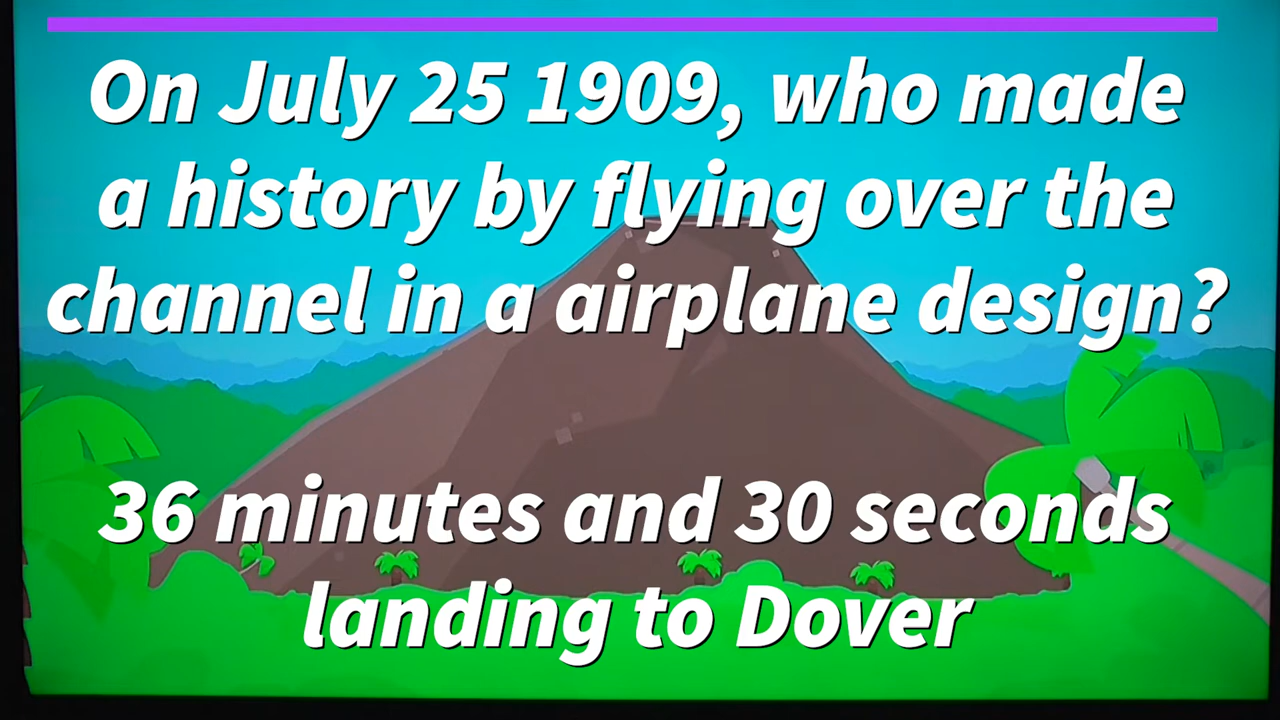 On July 25 1909, who made
a history by flying over the
channel in a airplane design?
36 minutes and 30 seconds
landing to Dover